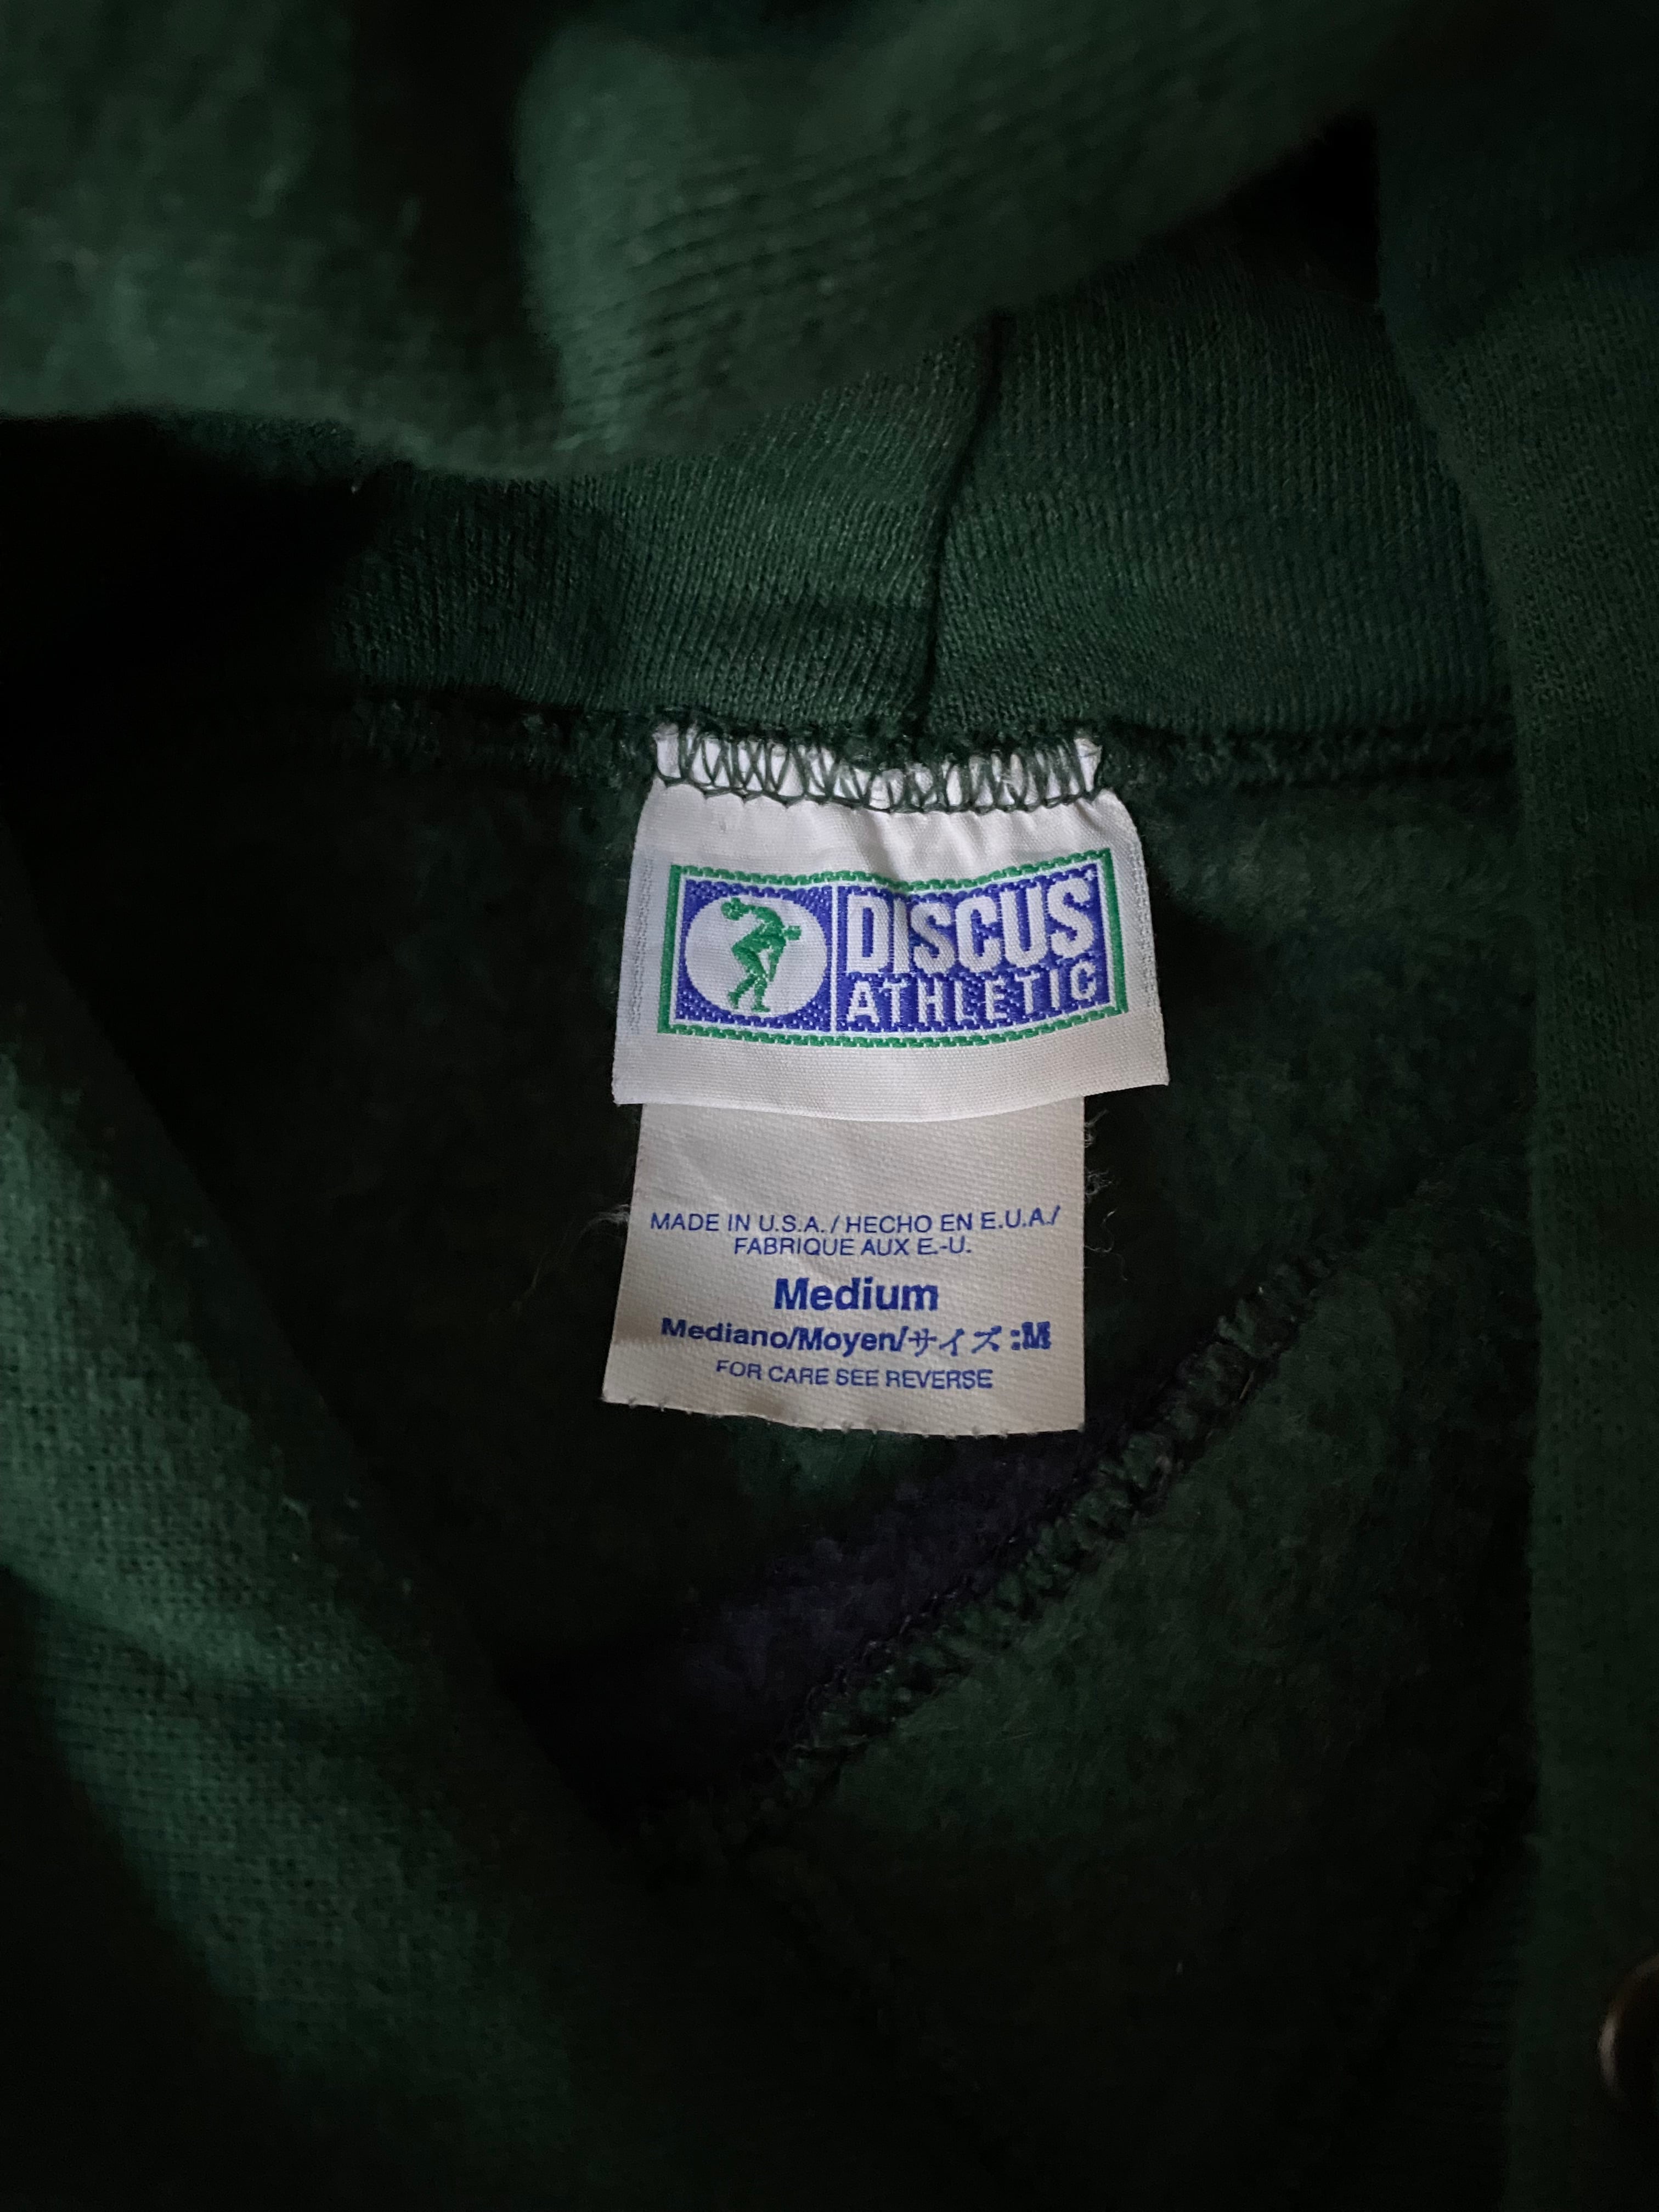 DISCUS
ATHLETIC
MADE IN U.S.A./HECHO EN E.U.A./
FABRIQUE AUX E.-U.
Medium
Mediano/Moyen/サイズ:M
FOR CARE SEE REVERSE